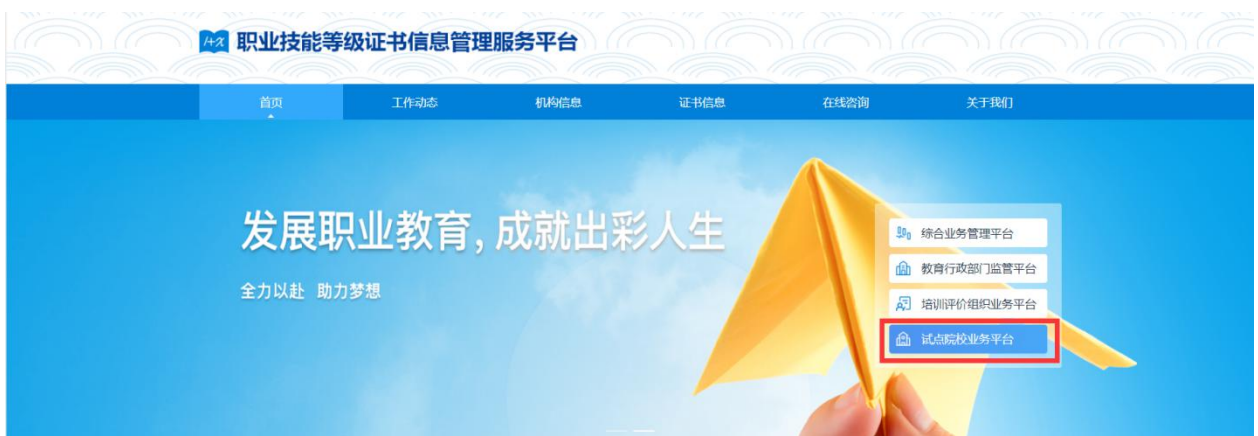 1+X 职业技能等级证书信息管理服务平台
首页 工作动态 机构信息 证书信息 在线咨询 关于我们
发展职业教育，成就出彩人生
全力以赴 助力梦想
综合业务管理平台
教育行政部门监管平台
培训评价组织业务平台
试点院校业务平台